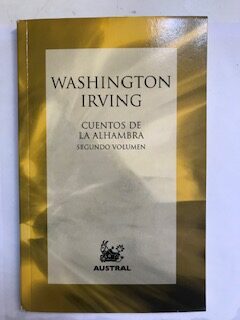 WASHINGTON
IRVING
CUENTOS DE
LA ALHAMBRA
SEGUNDO VOLUMEN
AUSTRAL